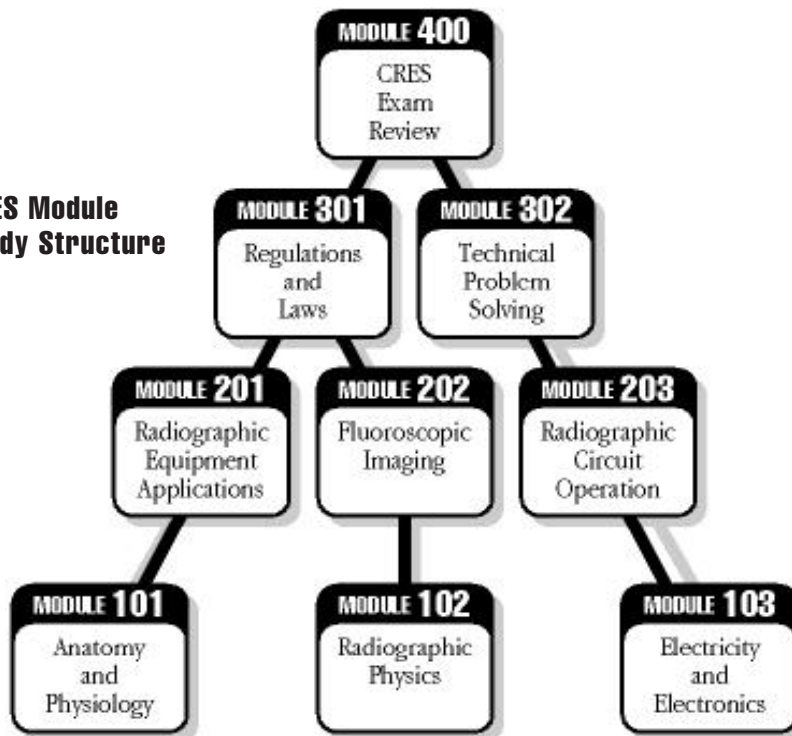 MODULE 400
CRES
Exam
Review
ES Module
dy Structure
MODULE 301
Regulations
and
Laws
MODULE 302
Technical
Problem
Solving
MODULE 201
Radiographic
Equipment
Applications
MODULE 202
Fluoroscopic
Imaging
MODULE 203
Radiographic
Circuit
Operation
MODULE 101
Anatomy
and
Physiology
MODULE 102
Radiographic
Physics
MODULE 103
Electricity
and
Electronics